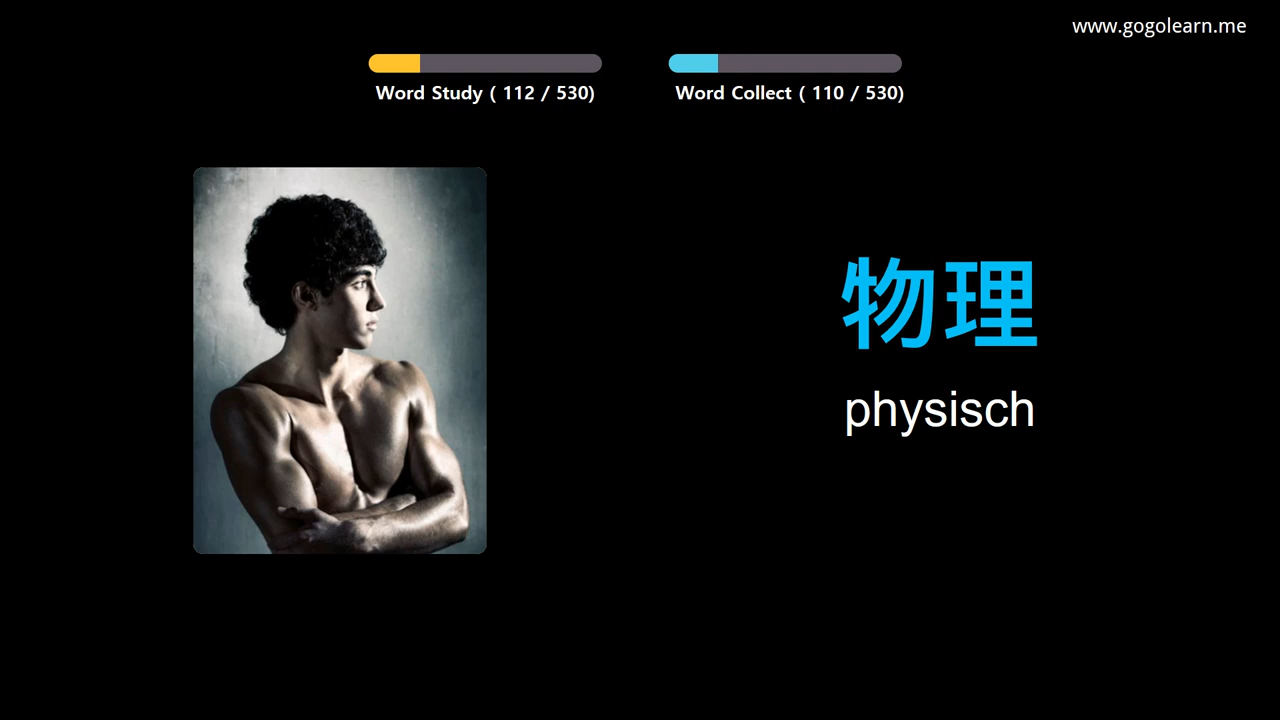 www.gogolearn.me
Word Study ( 112 / 530)
Word Collect ( 110 / 530)
物理
physisch